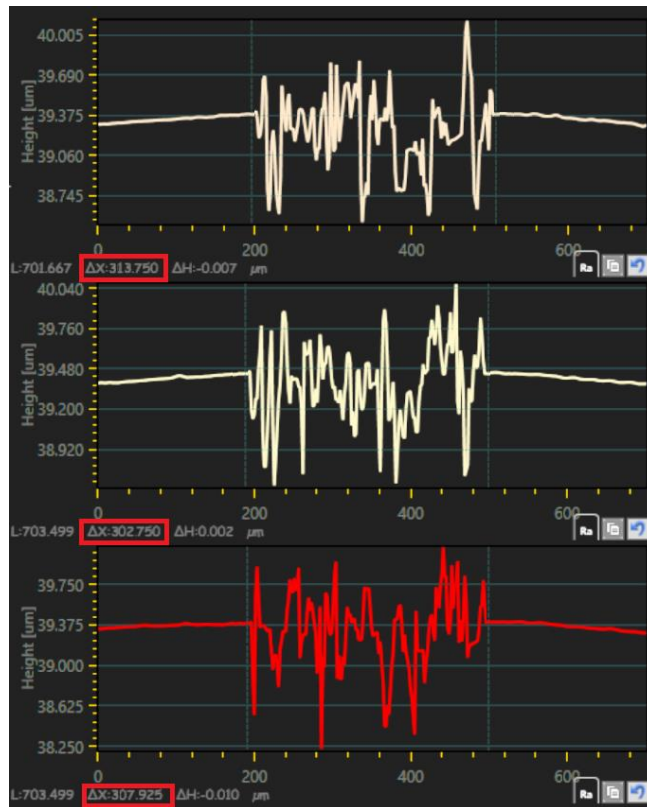 40.005
39.690
39.375
39.060
38.745
Height [um]
0 200 400 600
L:701.667 ΔX:313.750 ΔH:-0.007 μm Ra
40.040
39.760
39.480
39.200
38.920
Height [um]
0 200 400 600
L:703.499 ΔX:302.750 ΔH:0.002 μm Ra
39.750
39.375
39.000
38.625
38.250
Height [um]
0 200 400 600
L:703.499 ΔX:307.925 ΔH:-0.010 μm Ra